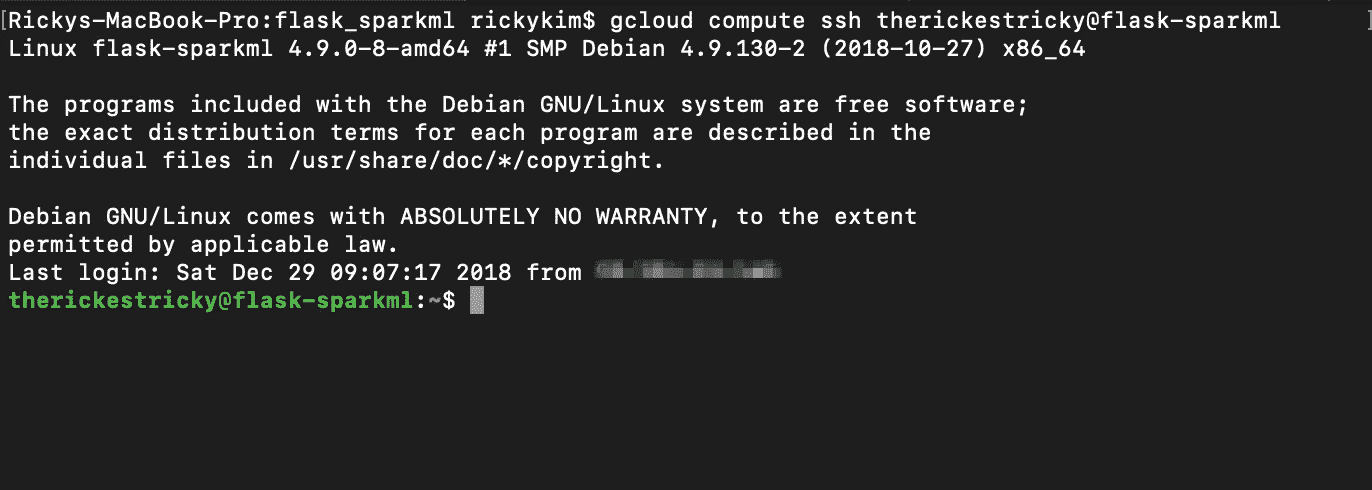 [Rickys-MacBook-Pro:flask_sparkml rickykim$ gcloud compute ssh therickestricky@flask-sparkml ]
Linux flask-sparkml 4.9.0-8-amd64 #1 SMP Debian 4.9.130-2 (2018-10-27) x86_64
The programs included with the Debian GNU/Linux system are free software;
the exact distribution terms for each program are described in the
individual files in /usr/share/doc/*/copyright.
Debian GNU/Linux comes with ABSOLUTELY NO WARRANTY, to the extent
permitted by applicable law.
Last login: Sat Dec 29 09:07:17 2018 from
therickestricky@flask-sparkml:~$